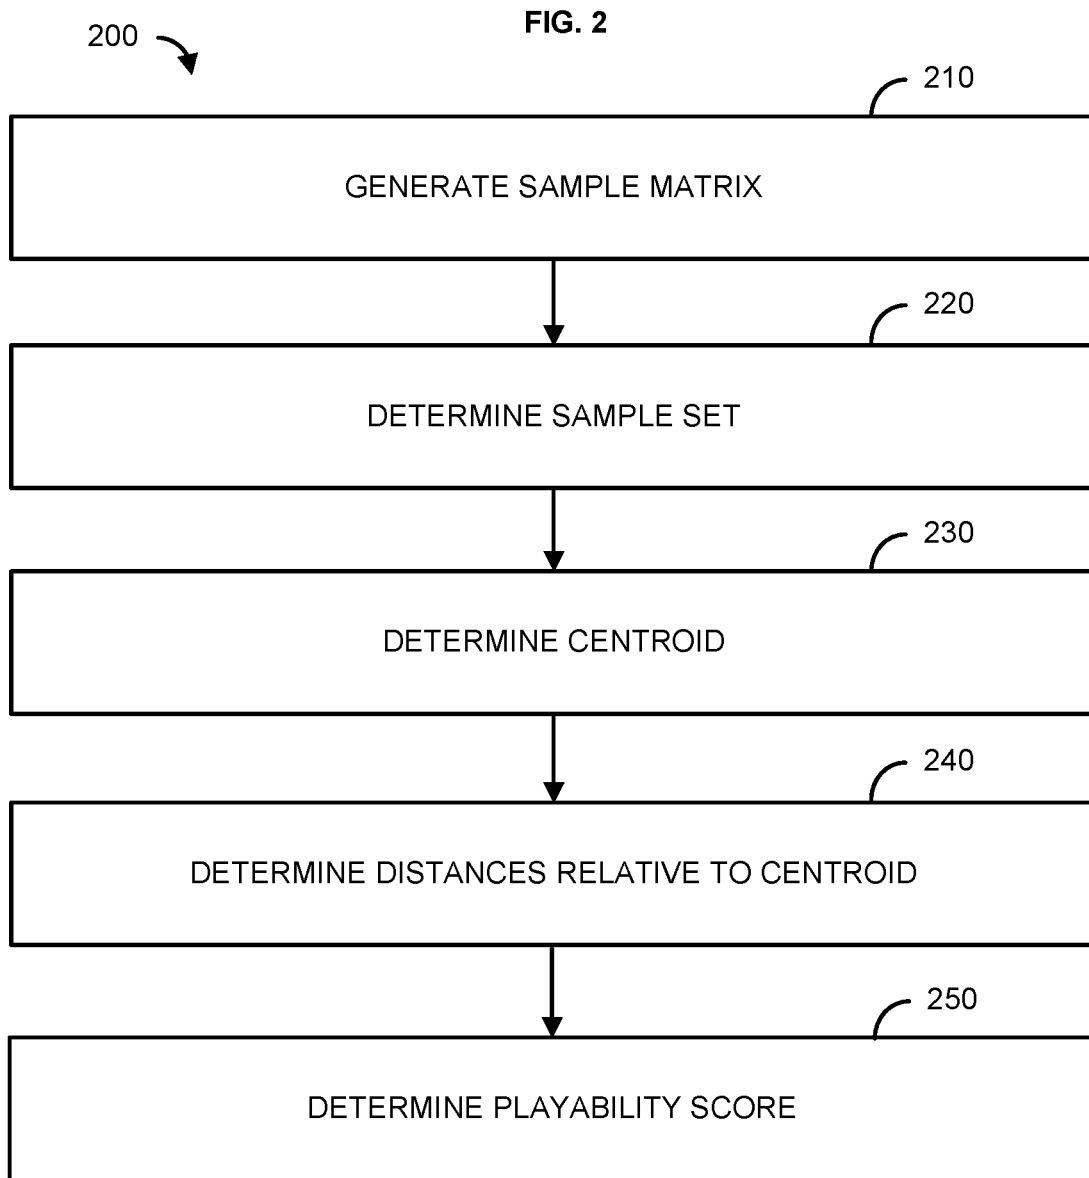 FIG. 2
200
210
GENERATE SAMPLE MATRIX
220
DETERMINE SAMPLE SET
230
DETERMINE CENTROID
240
DETERMINE DISTANCES RELATIVE TO CENTROID
250
DETERMINE PLAYABILITY SCORE